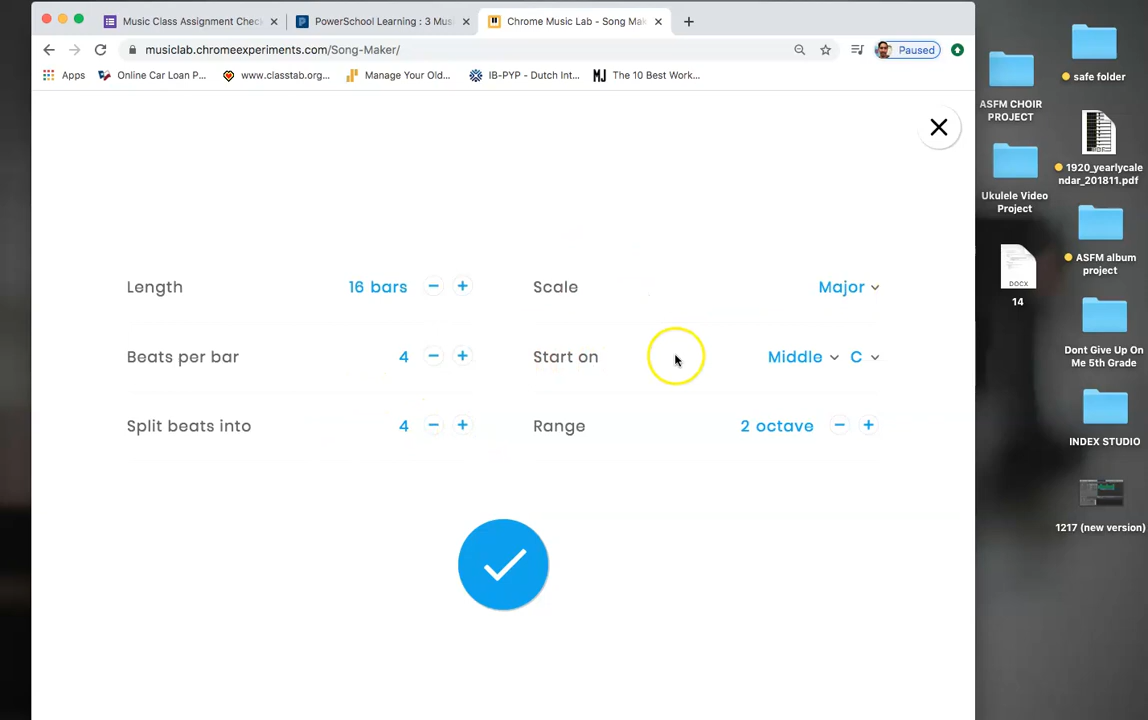 Music Class Assignment Check
PowerSchool Learning : 3 Mus
Chrome Music Lab - Song Mak
musiclab.chromeexperiments.com/Song-Maker/
Paused
Apps
Online Car Loan P...
www.classtab.org...
Manage Your Old...
IB-PYP - Dutch Int...
MJ
The 10 Best Work...
Length
16 bars
Scale
Major
Beats per bar
4
Start on
Middle
C
Split beats into
4
Range
2 octave
ASFM CHOIR
PROJECT
safe folder
Ukulele Video
Project
PDF
1920_yearlycale
ndar_201811.pdf
DOCX
14
ASFM album
project
Dont Give Up On
Me 5th Grade
INDEX STUDIO
1217 (new version)